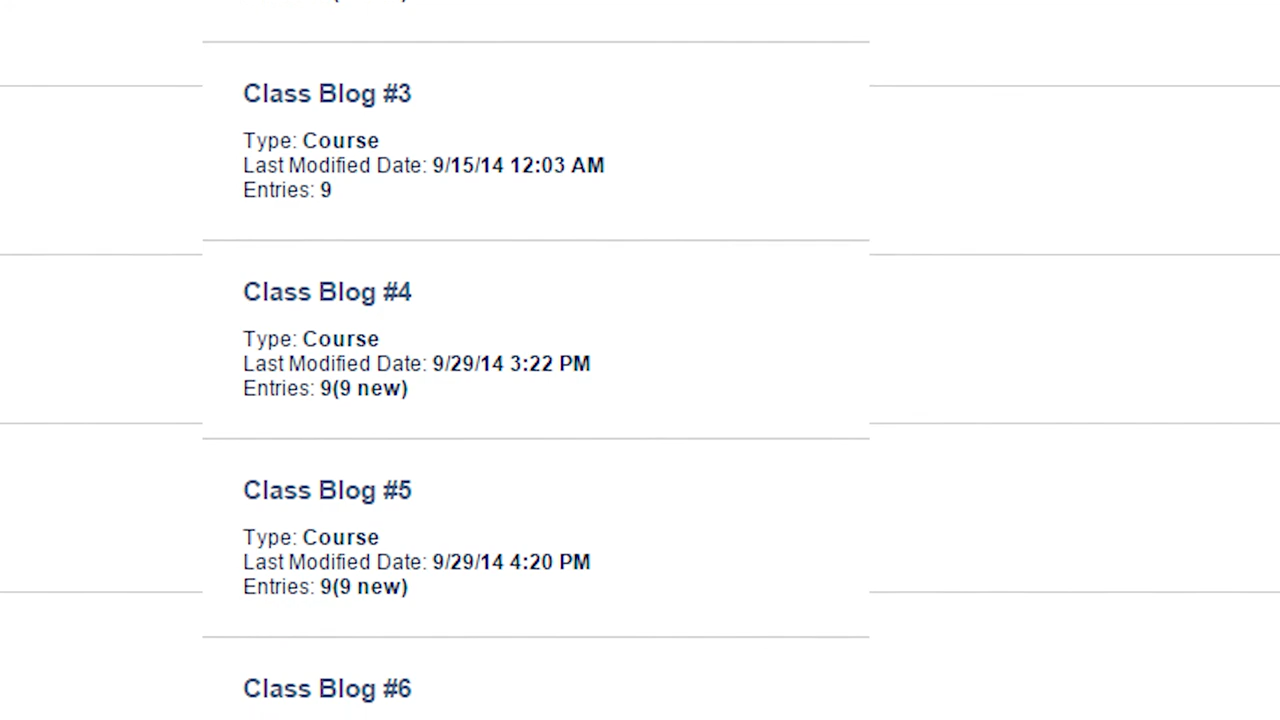 Class Blog #3
Type: Course
Last Modified Date: 9/15/14 12:03 AM
Entries: 9
Class Blog #4
Type: Course
Last Modified Date: 9/29/14 3:22 PM
Entries: 9(9 new)
Class Blog #5
Type: Course
Last Modified Date: 9/29/14 4:20 PM
Entries: 9(9 new)
Class Blog #6